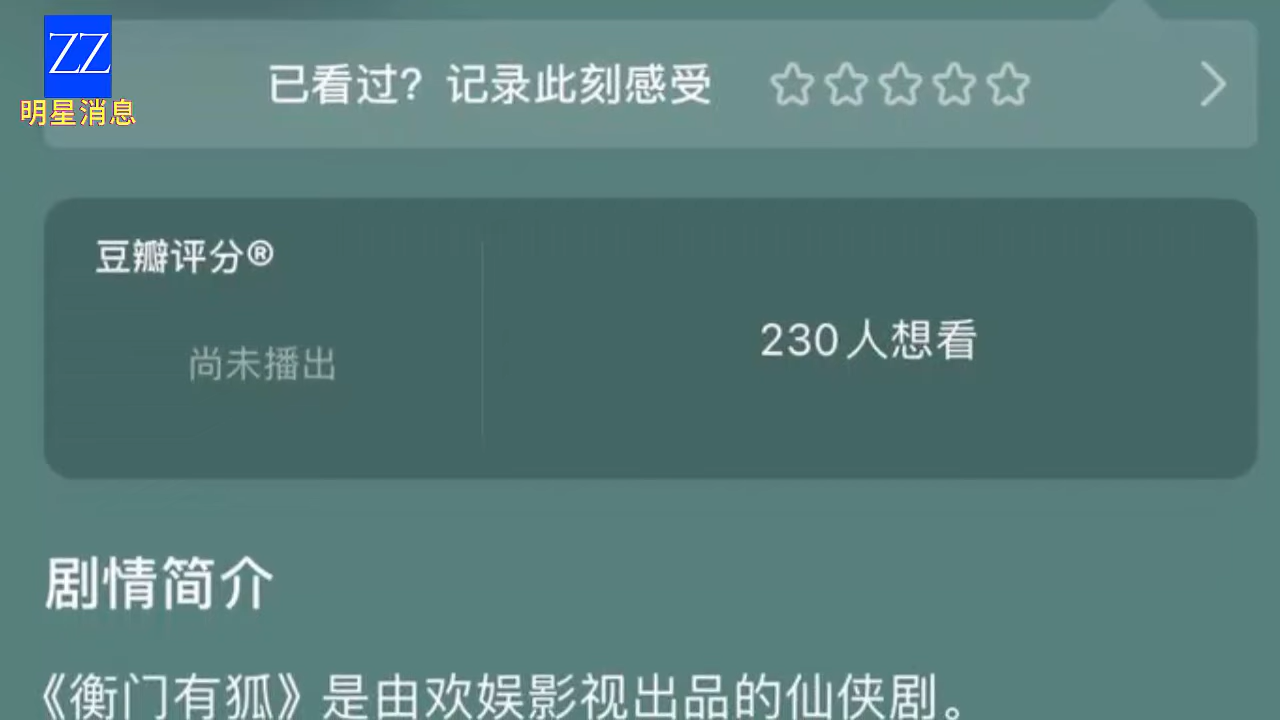 ZZ
明星消息
已看过? 记录此刻感受
豆瓣评分®
尚未播出
230人想看
剧情简介
《衡门有狐》是由欢娱影视出品的仙侠剧。